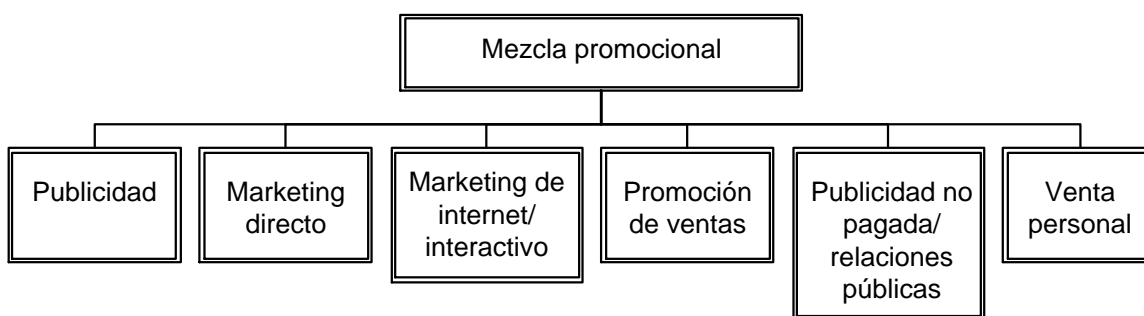 Mezcla promocional
Publicidad
Marketing
directo
Marketing de
internet/
interactivo
Promoción
de ventas
Publicidad no
pagada/
relaciones
públicas
Venta
personal